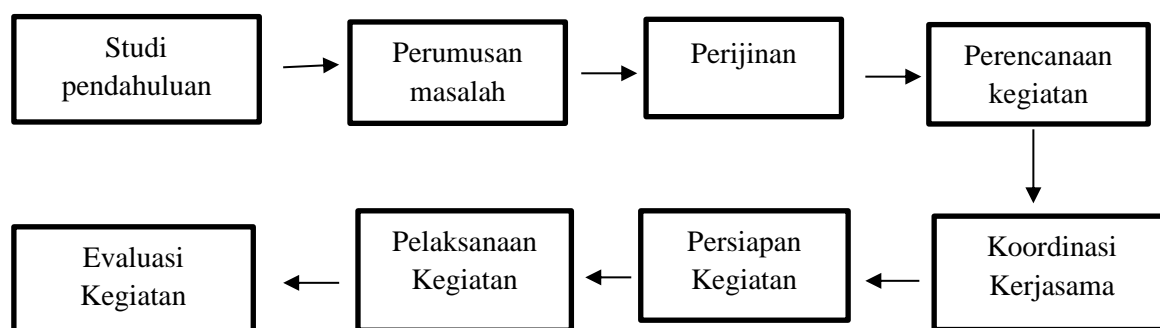 Studi
pendahuluan
Perumusan
masalah
Perijinan
Perencanaan
kegiatan
Koordinasi
Kerjasama
Persiapan
Kegiatan
Pelaksanaan
Kegiatan
Evaluasi
Kegiatan